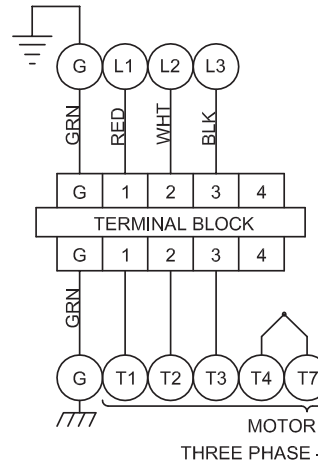 G L1 L2 L3
GRN RED WHT BLK
G 1 2 3 4
TERMINAL BLOCK
G 1 2 3 4
GRN
G T1 T2 T3 T4 T7
MOTOR
THREE PHASE -